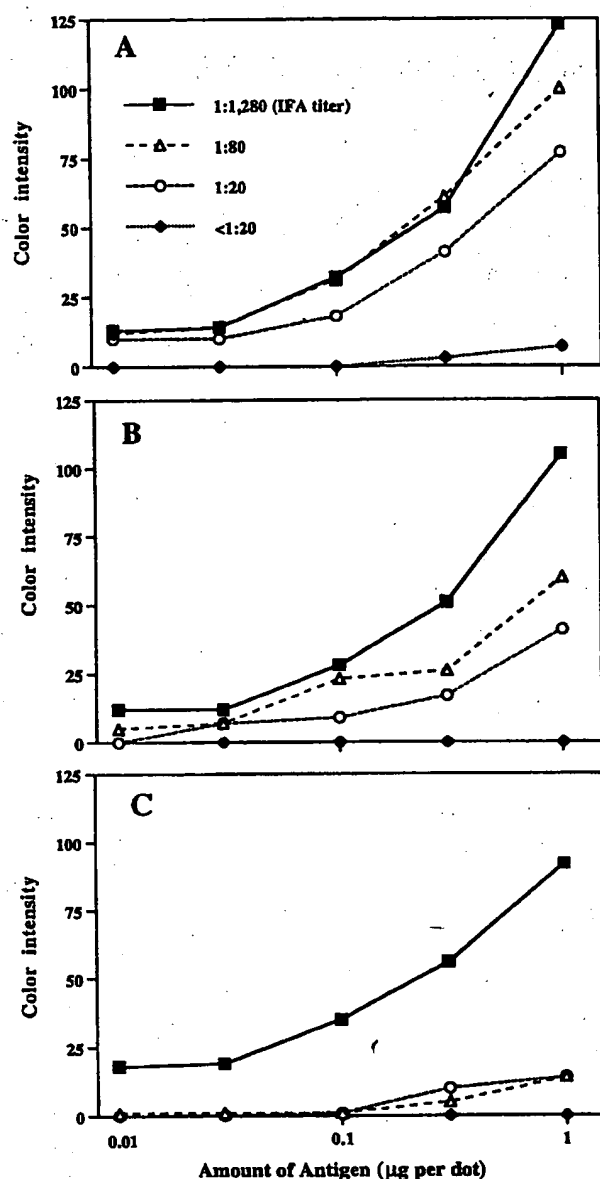 A
125
100
75
50
25
0
Color intensity
1:1,280 (IFA titer)
1:80
1:20
<1:20
B
125
100
75
50
25
0
Color intensity
C
125
100
75
50
25
0
Color intensity
0.01 0.1 1
Amount of Antigen (μg per dot)